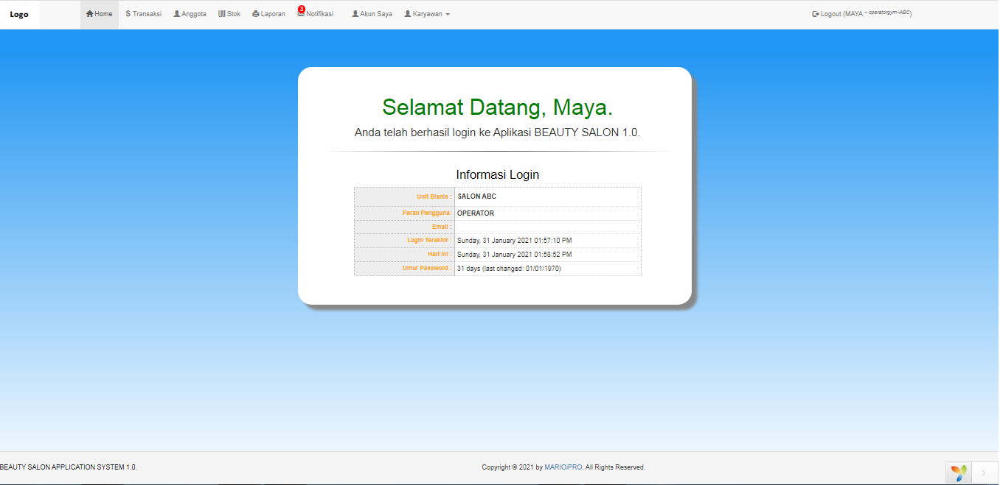 Logo Home $ Transaksi Anggota Stok Laporan 3 Notifikasi Akun Saya Karyawan Logout (MAYA ~ operatorgym~ABC)
Selamat Datang, Maya.
Anda telah berhasil login ke Aplikasi BEAUTY SALON 1.0.
Informasi Login
Unit Bisnis : SALON ABC
Peran Pengguna: OPERATOR
Email :
Login Terakhir : Sunday, 31 January 2021 01:57:10 PM
Hari Ini : Sunday, 31 January 2021 01:58:52 PM
Umur Password : 31 days (last changed: 01/01/1970)
BEAUTY SALON APPLICATION SYSTEM 1.0. Copyright © 2021 by MARIOiPRO. All Rights Reserved.